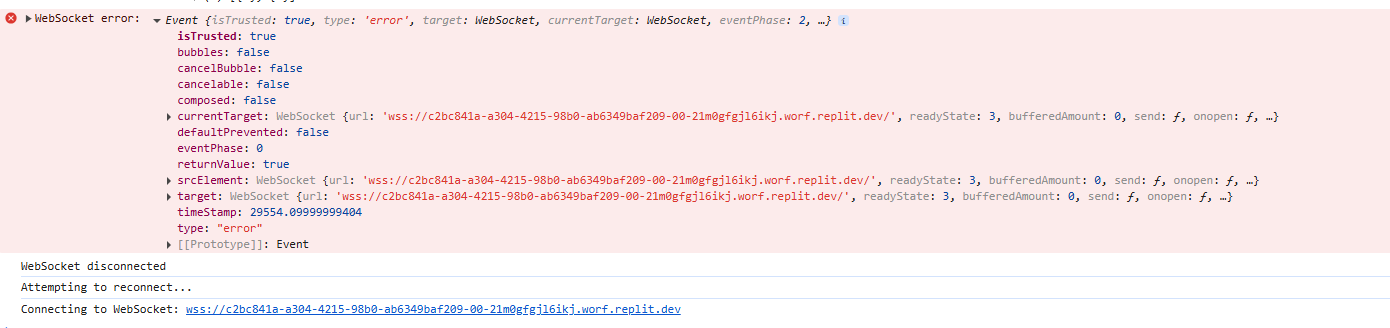 WebSocket error: Event {isTrusted: true, type: 'error', target: WebSocket, currentTarget: WebSocket, eventPhase: 2, …} i
isTrusted: true
bubbles: false
cancelBubble: false
cancelable: false
composed: false
currentTarget: WebSocket {url: 'wss://c2bc841a-a304-4215-98b0-ab6349baf209-00-21m0gfgjl6ikj.worf.replit.dev/', readyState: 3, bufferedAmount: 0, send: ƒ, onopen: ƒ, …}
defaultPrevented: false
eventPhase: 0
returnValue: true
srcElement: WebSocket {url: 'wss://c2bc841a-a304-4215-98b0-ab6349baf209-00-21m0gfgjl6ikj.worf.replit.dev/', readyState: 3, bufferedAmount: 0, send: ƒ, onopen: ƒ, …}
target: WebSocket {url: 'wss://c2bc841a-a304-4215-98b0-ab6349baf209-00-21m0gfgjl6ikj.worf.replit.dev/', readyState: 3, bufferedAmount: 0, send: ƒ, onopen: ƒ, …}
timeStamp: 29554.09999999404
type: "error"
[[Prototype]]: Event
WebSocket disconnected
Attempting to reconnect...
Connecting to WebSocket: wss://c2bc841a-a304-4215-98b0-ab6349baf209-00-21m0gfgjl6ikj.worf.replit.dev